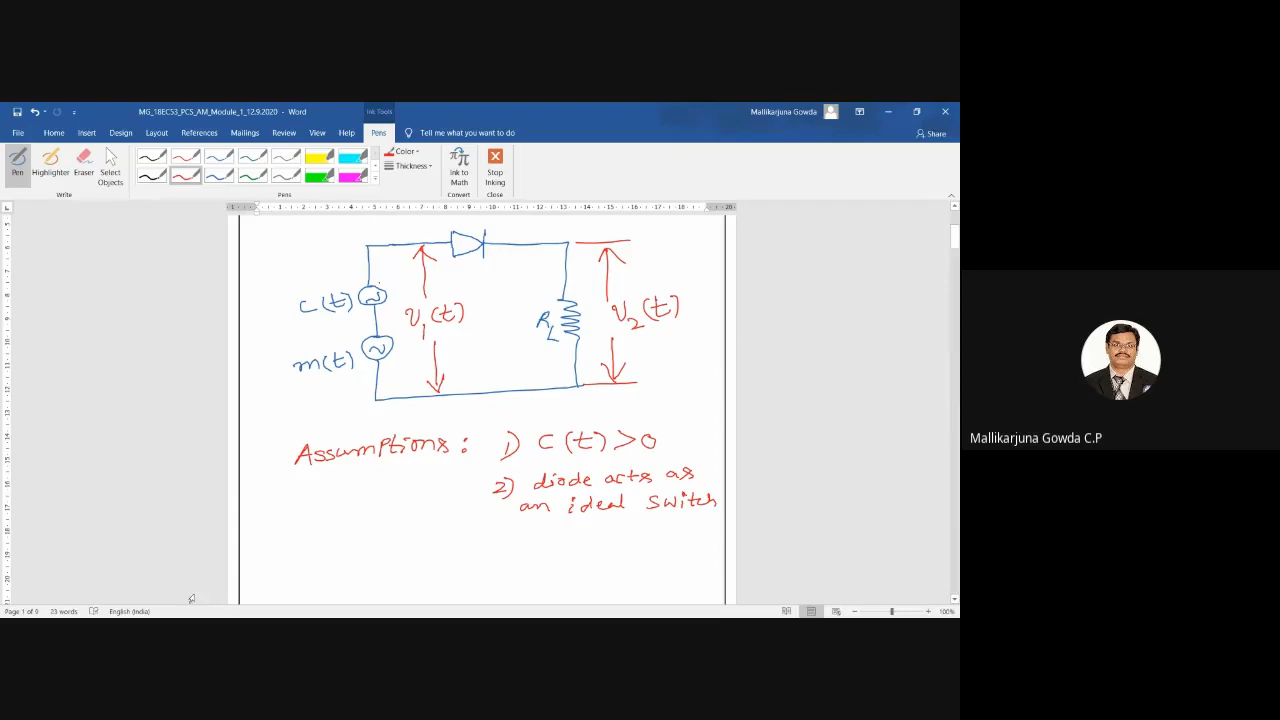 MG_18EC53_PCS_AM_Module_1_12.9.2020 - Word
Ink Tools
Mallikarjuna Gowda
File Home Insert Design Layout References Mailings Review View Help Pens Tell me what you want to do
Share
Pen
Highlighter
Eraser
Select Objects
Color
Thickness
Ink to Math
Stop Inking
Write
Pens
Convert
Close
c(t)
m(t)
v1(t)
RL
v2(t)
Assumptions : 1) c(t) > 0
2) diode acts as
an ideal switch
Mallikarjuna Gowda C.P
Page 1 of 9 23 words English (India)
100%